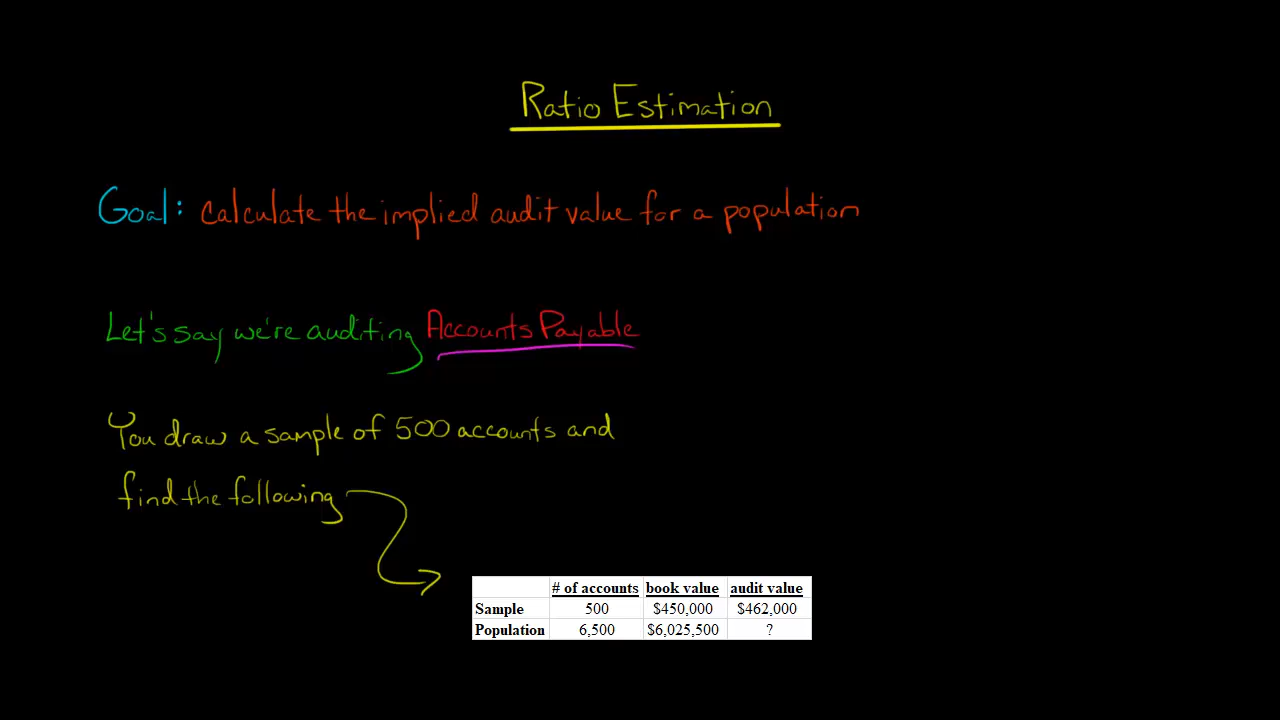 Ratio Estimation
Goal: Calculate the implied audit value for a population
Let's say we're auditing Accounts Payable
You draw a sample of 500 accounts and
find the following
# of accounts book value audit value
Sample 500 $450,000 $462,000
Population 6,500 $6,025,500 ?